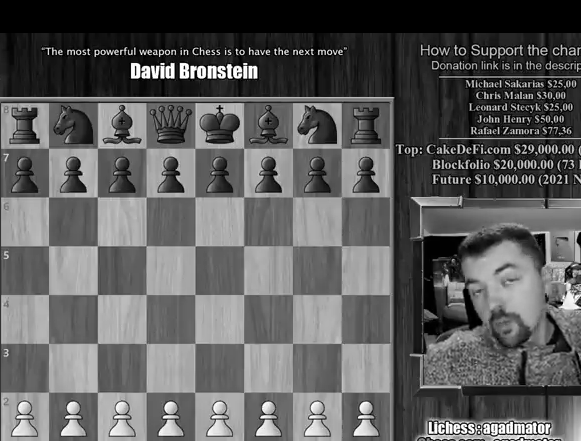 "The most powerful weapon in Chess is to have the next move"
David Bronstein
How to Support the
Donation link is in the
Michael Sakarias $25,00
Chris Malan $30,00
Leonard Stecyk $25,00
John Henry $50,00
Rafael Zamora $77,36
Top: CakeDeFi.com $29,000.00 (
Blockfolio $20,000.00 (73
Future $10,000.00 (2021
8
7
6
5
4
3
2
Lichess : agadmator